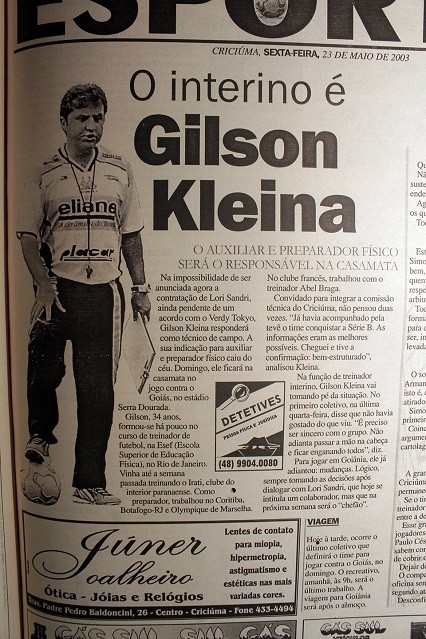 ESPORT
CRICIÚMA, SEXTA-FEIRA, 23 DE MAIO DE 2003
O interino é
Gilson
Kleina
O AUXILIAR E PREPARADOR FÍSICO
SERÁ O RESPONSÁVEL NA CASAMATA
eliane
placar
Na impossibilidade de ser
anunciada agora a
contratação de Lori Sandri,
ainda pendente de um
acordo com o Verdy Tokyo,
Gilson Kleina responderá
como técnico de campo. A
sua indicação para auxiliar
e preparador físico caiu do
céu. Domingo, ele ficará na
casamata no
jogo contra o
Goiás, no estádio
Serra Dourada.
Gilson, 34 anos,
formou-se há pouco no
curso de treinador de
futebol, na Esef (Escola
Superior de Educação
Física), no Rio de Janeiro.
Vinha até a semana
passada treinando o Irati, clube do
interior paranaense. Como
preparador, trabalhou no Coritiba,
Botafogo-RJ e Olympique de Marselha.
No clube francês, trabalhou com o
treinador Abel Braga.
Convidado para integrar a comissão
técnica do Criciúma, não pensou duas
vezes. “Já havia acompanhado pela
tevê o time conquistar a Série B. As
informações eram as melhores
possíveis. Cheguei e tive a
confirmação: bem-estruturado”,
analisou Kleina.
Na função de treinador
interino, Gilson Kleina vai
tomando pé da situação. No
primeiro coletivo, na última
quarta-feira, disse que não havia
gostado do que viu. “É preciso
ser sincero com o grupo. Não
adianta passar a mão na cabeça
e ficar enganando todos”, diz.
Para jogar em Goiânia, ele já
adiantou: mudanças. Lógico,
sempre tomando as decisões após
dialogar com Lori Sandri, que hoje se
intitula um colaborador, mas que na
próxima semana será o “chefão”.
DETETIVES
PESSOA FÍSICA E JURÍDICA
(48) 9904.0080
VIAGEM
Hoje à tarde, ocorre o
último coletivo que
definirá o time para
jogar contra o Goiás, no
domingo. O recreativo,
amanhã, às 9h, será o
último trabalho. A
viagem para Goiânia
será após o almoço.
Júner
Joalheiro
Ótica - Jóias e Relógios
Lentes de contato
para miopia,
hipermetropia,
astigmatismo e
estéticas nas mais
variadas cores.
Trav. Padre Pedro Baldoncini, 26 - Centro - Criciúma - Fone 433-4494
GÁS SUL